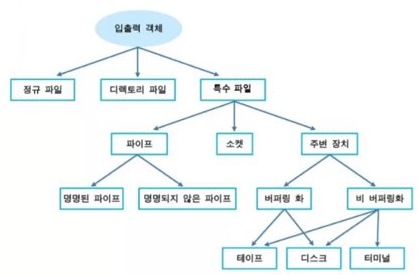 입출력 객체
정규 파일
디렉토리 파일
특수 파일
파이프
소켓
주변 장치
명명된 파이프
명명되지 않은 파이프
버퍼링 화
비 버퍼링화
테이프
디스크
터미널